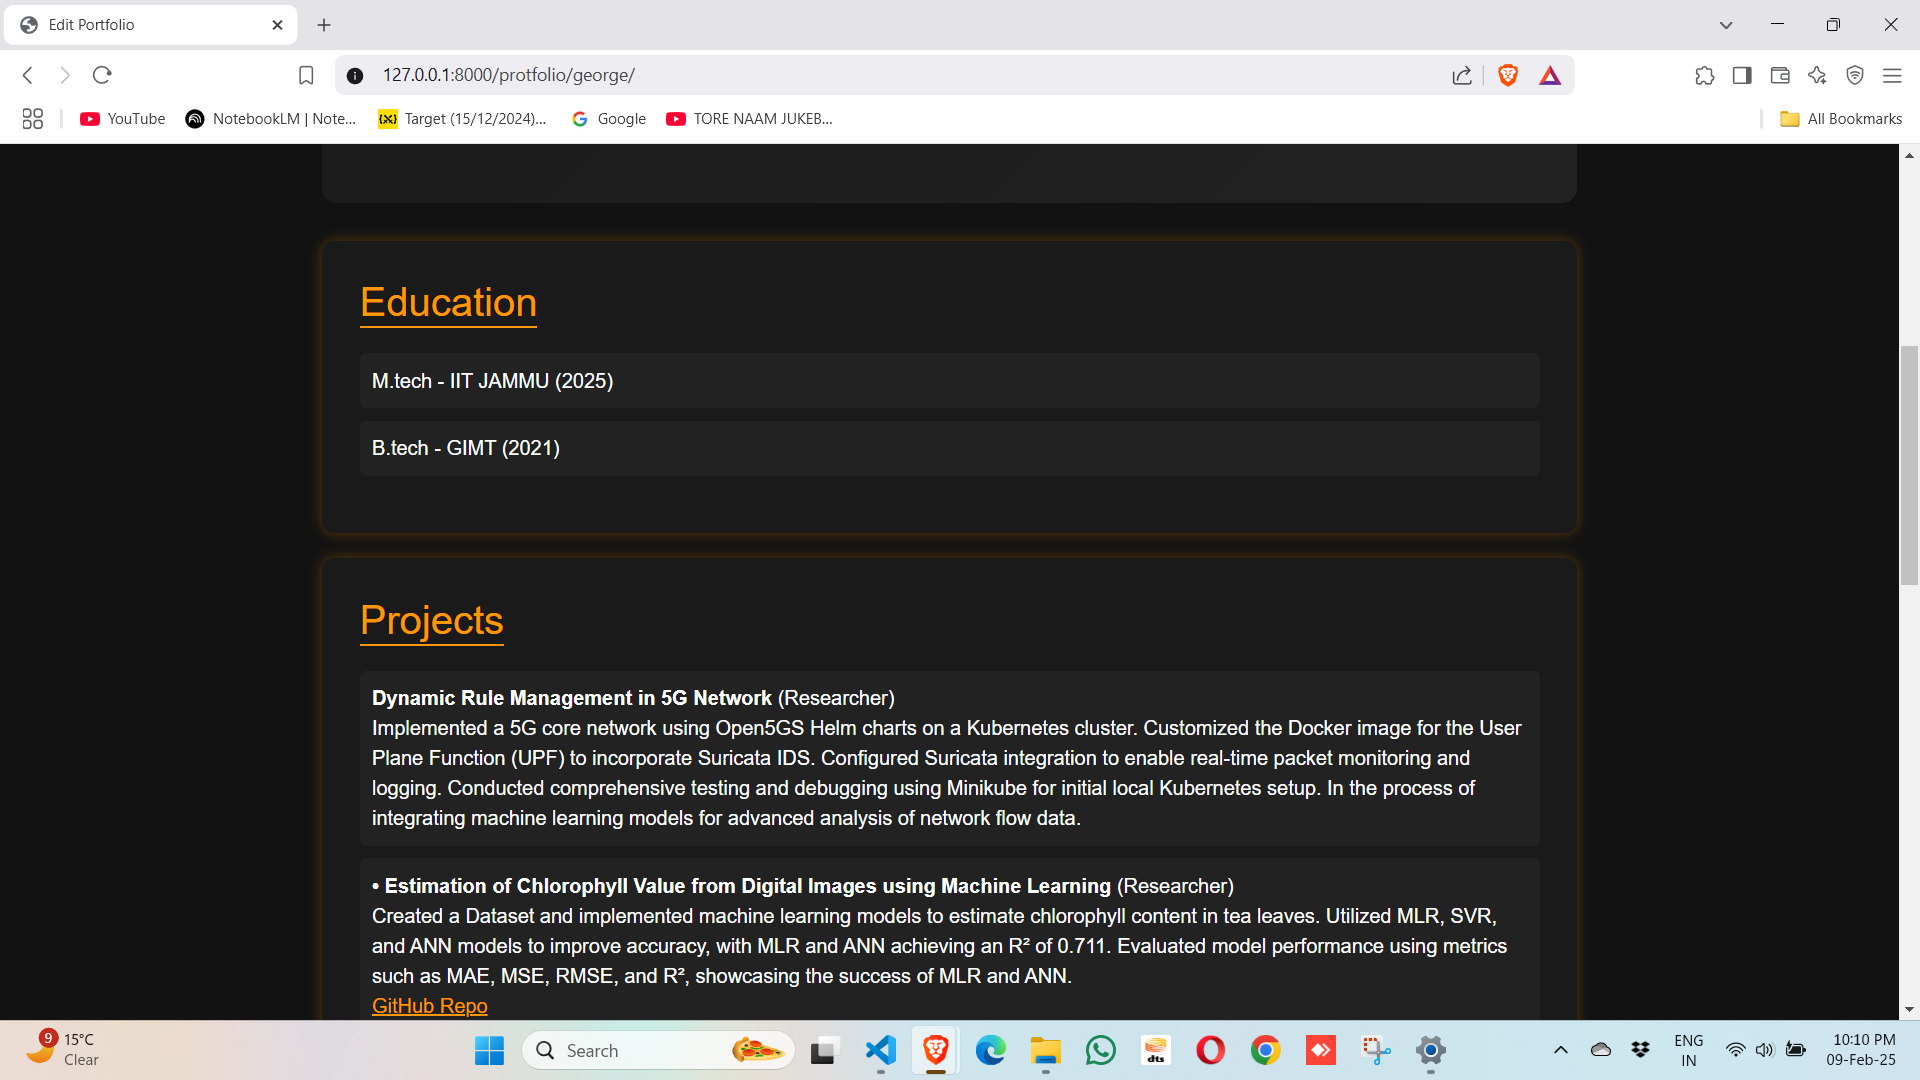 Edit Portfolio
127.0.0.1:8000/protfolio/george/
YouTube
NotebookLM | Note...
Target (15/12/2024)...
Google
TORE NAAM JUKEB...
All Bookmarks
Education
M.tech - IIT JAMMU (2025)
B.tech - GIMT (2021)
Projects
Dynamic Rule Management in 5G Network (Researcher)
Implemented a 5G core network using Open5GS Helm charts on a Kubernetes cluster. Customized the Docker image for the User
Plane Function (UPF) to incorporate Suricata IDS. Configured Suricata integration to enable real-time packet monitoring and
logging. Conducted comprehensive testing and debugging using Minikube for initial local Kubernetes setup. In the process of
integrating machine learning models for advanced analysis of network flow data.
• Estimation of Chlorophyll Value from Digital Images using Machine Learning (Researcher)
Created a Dataset and implemented machine learning models to estimate chlorophyll content in tea leaves. Utilized MLR, SVR,
and ANN models to improve accuracy, with MLR and ANN achieving an R² of 0.711. Evaluated model performance using metrics
such as MAE, MSE, RMSE, and R², showcasing the success of MLR and ANN.
GitHub Repo
9
15°C
Clear
Search
dts
ENG
IN
10:10 PM
09-Feb-25